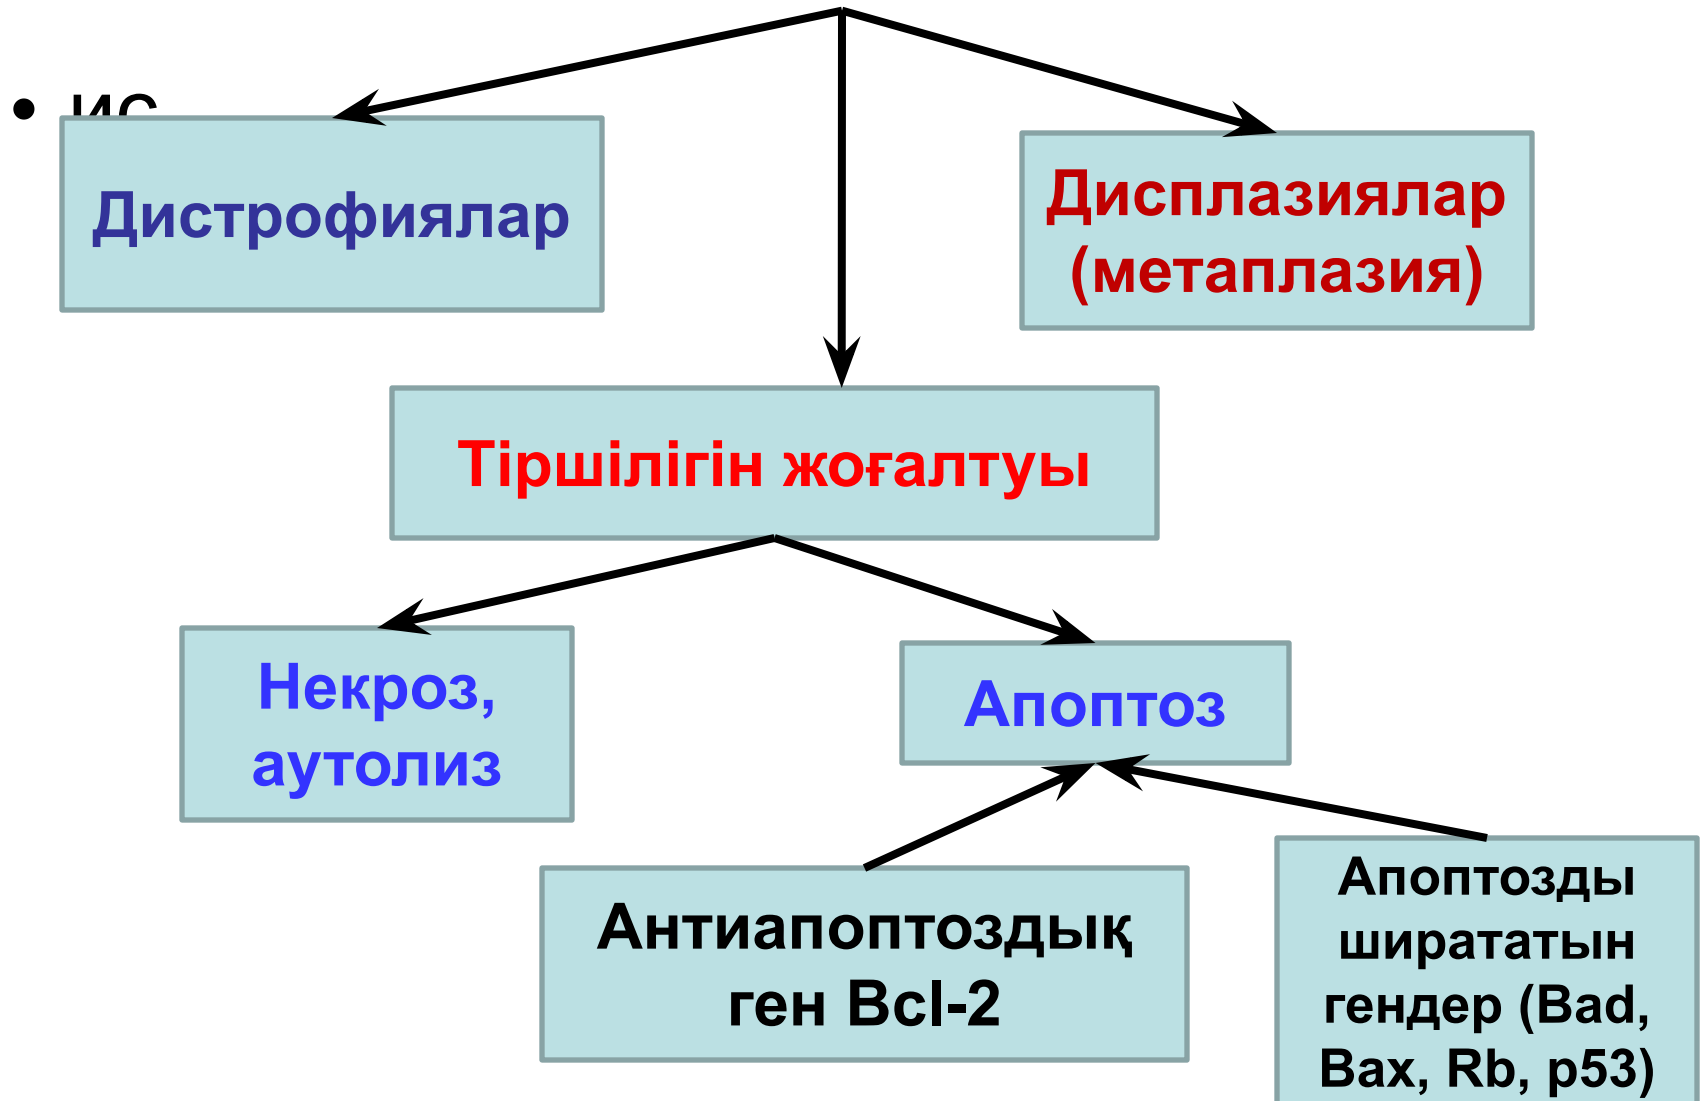 Дистрофиялар
Дисплазиялар
(метаплазия)
Тіршілігін жоғалтуы
Некроз,
аутолиз
Апоптоз
Антиапоптоздық
ген Bcl-2
Апоптозды
ширататын
гендер (Bad,
Bax, Rb, p53)